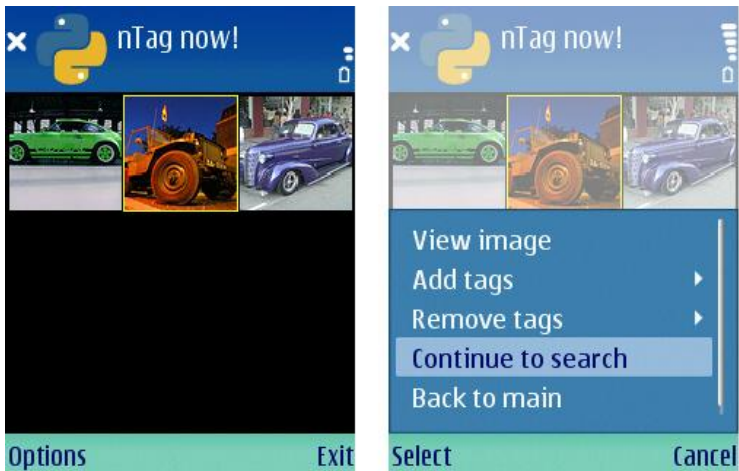 nTag now!
Options Exit
nTag now!
View image
Add tags
Remove tags
Continue to search
Back to main
Select Cancel